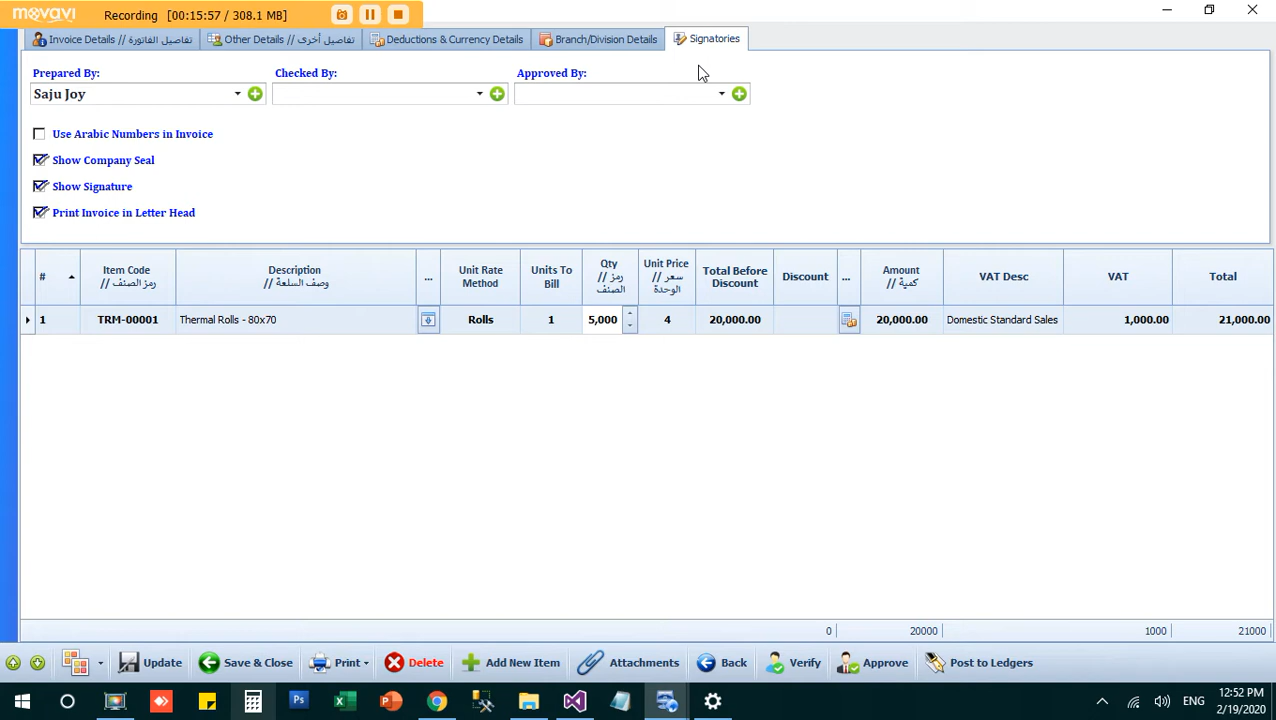 movavi Recording [00:15:57 / 308.1 MB]
Invoice Details // تفاصيل الفاتورة Other Details // تفاصيل أخرى Deductions & Currency Details Branch/Division Details Signatories
Prepared By: Checked By: Approved By:
Saju Joy
Use Arabic Numbers in Invoice
Show Company Seal
Show Signature
Print Invoice in Letter Head
# Item Code // رمز الصنف Description // وصف السلعة ... Unit Rate Method Units To Bill Qty // رمز الصنف Unit Price // سعر الوحدة Total Before Discount Discount ... Amount // كمية VAT Desc VAT Total
1 TRM-00001 Thermal Rolls - 80x70 Rolls 1 5,000 4 20,000.00 20,000.00 Domestic Standard Sales 1,000.00 21,000.00
0 20000 1000 21000
Update Save & Close Print Delete Add New Item Attachments Back Verify Approve Post to Ledgers
Ps ENG 12:52 PM
2/19/2020